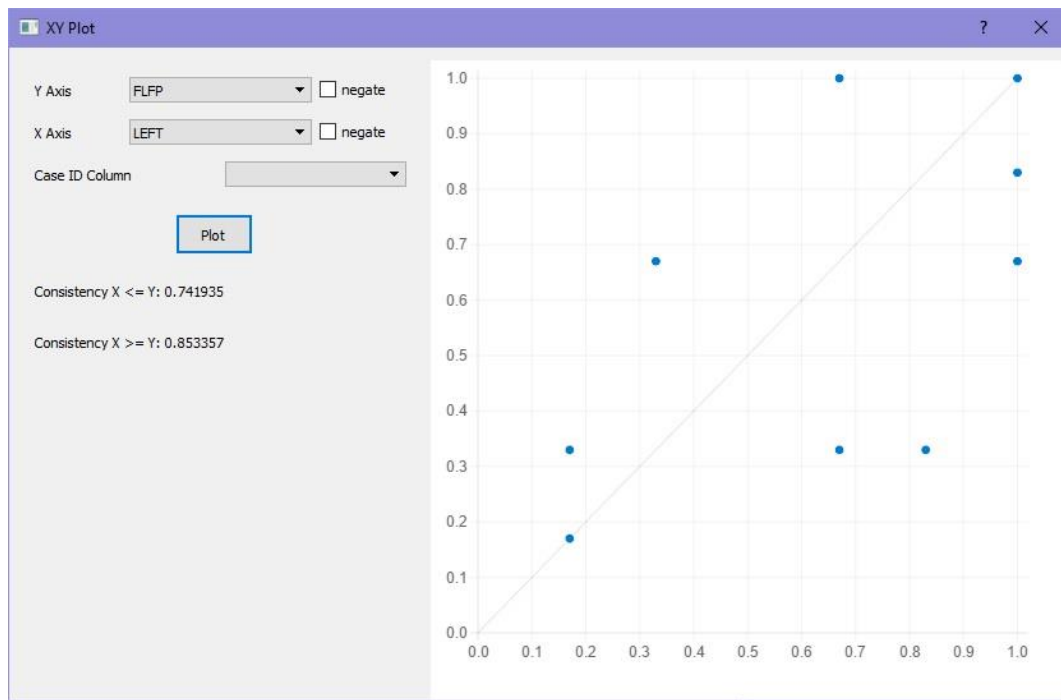 XY Plot
?
Y Axis FLFP negate
X Axis LEFT negate
Case ID Column
Plot
Consistency X <= Y: 0.741935
Consistency X >= Y: 0.853357
1.0
0.9
0.8
0.7
0.6
0.5
0.4
0.3
0.2
0.1
0.0
0.0 0.1 0.2 0.3 0.4 0.5 0.6 0.7 0.8 0.9 1.0